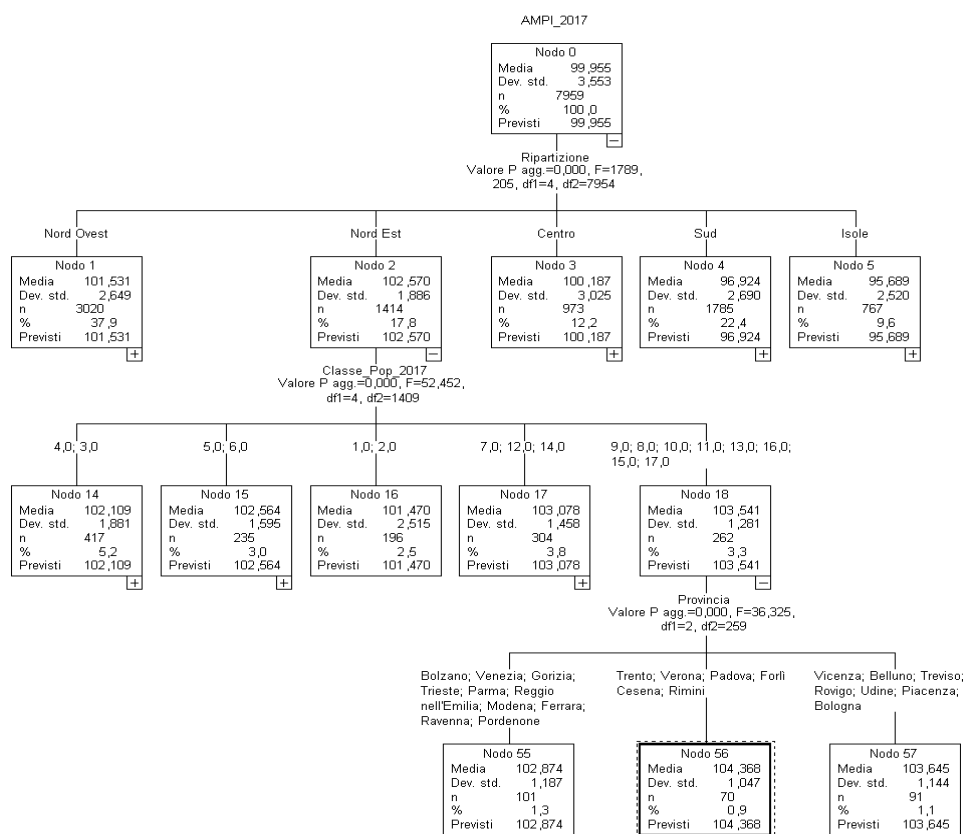 AMPI_2017
Nodo 0
Media 99,955
Dev. std. 3,553
n 7959
% 100,0
Previsti 99,955
Ripartizione
Valore P agg.=0,000, F=1789,
205, df1=4, df2=7954
Nord Ovest
Nord Est
Centro
Sud
Isole
Nodo 1
Media 101,531
Dev. std. 2,649
n 3020
% 37,9
Previsti 101,531
Nodo 2
Media 102,570
Dev. std. 1,886
n 1414
% 17,8
Previsti 102,570
Nodo 3
Media 100,187
Dev. std. 3,025
n 973
% 12,2
Previsti 100,187
Nodo 4
Media 96,924
Dev. std. 2,690
n 1785
% 22,4
Previsti 96,924
Nodo 5
Media 95,689
Dev. std. 2,520
n 767
% 9,6
Previsti 95,689
Classe_Pop_2017
Valore P agg.=0,000, F=52,452,
df1=4, df2=1409
4,0; 3,0
5,0; 6,0
1,0; 2,0
7,0; 12,0; 14,0
9,0; 8,0; 10,0; 11,0; 13,0; 16,0;
15,0; 17,0
Nodo 14
Media 102,109
Dev. std. 1,881
n 417
% 5,2
Previsti 102,109
Nodo 15
Media 102,564
Dev. std. 1,595
n 235
% 3,0
Previsti 102,564
Nodo 16
Media 101,470
Dev. std. 2,515
n 196
% 2,5
Previsti 101,470
Nodo 17
Media 103,078
Dev. std. 1,458
n 304
% 3,8
Previsti 103,078
Nodo 18
Media 103,541
Dev. std. 1,281
n 262
% 3,3
Previsti 103,541
Provincia
Valore P agg.=0,000, F=36,325,
df1=2, df2=259
Bolzano; Venezia; Gorizia;
Trieste; Parma; Reggio
nell'Emilia; Modena; Ferrara;
Ravenna; Pordenone
Trento; Verona; Padova; Forlì
Cesena; Rimini
Vicenza; Belluno; Treviso;
Rovigo; Udine; Piacenza;
Bologna
Nodo 55
Media 102,874
Dev. std. 1,187
n 101
% 1,3
Previsti 102,874
Nodo 56
Media 104,368
Dev. std. 1,047
n 70
% 0,9
Previsti 104,368
Nodo 57
Media 103,645
Dev. std. 1,144
n 91
% 1,1
Previsti 103,645